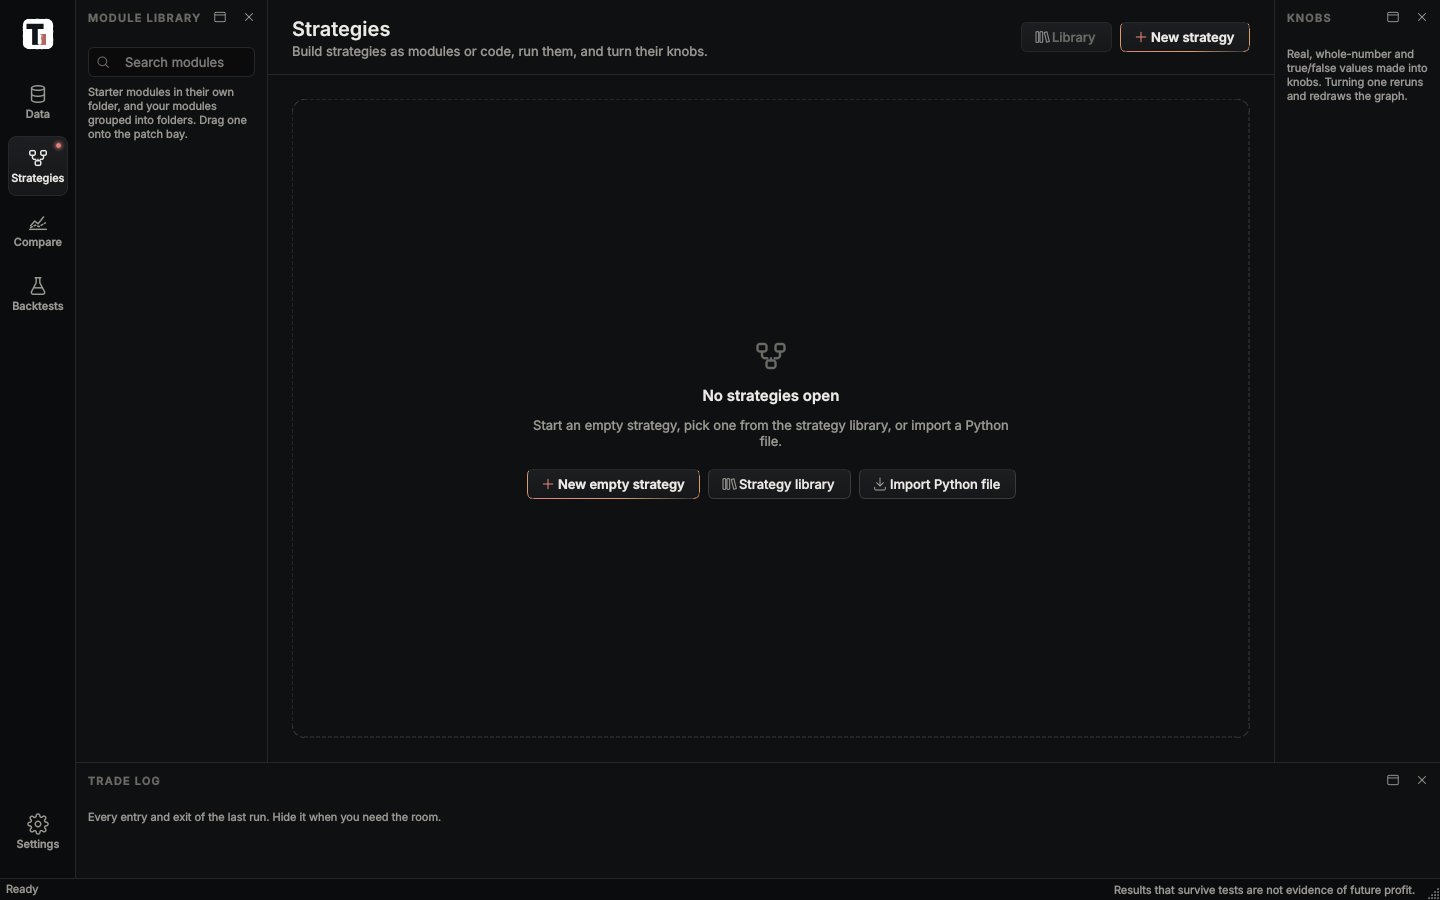 MODULE LIBRARY
Search modules
Starter modules in their own
folder, and your modules
grouped into folders. Drag one
onto the patch bay.
Data
Strategies
Compare
Backtests
Settings
Strategies
Build strategies as modules or code, run them, and turn their knobs.
Library
New strategy
No strategies open
Start an empty strategy, pick one from the strategy library, or import a Python
file.
New empty strategy
Strategy library
Import Python file
KNOBS
Real, whole-number and
true/false values made into
knobs. Turning one reruns
and redraws the graph.
TRADE LOG
Every entry and exit of the last run. Hide it when you need the room.
Ready
Results that survive tests are not evidence of future profit.